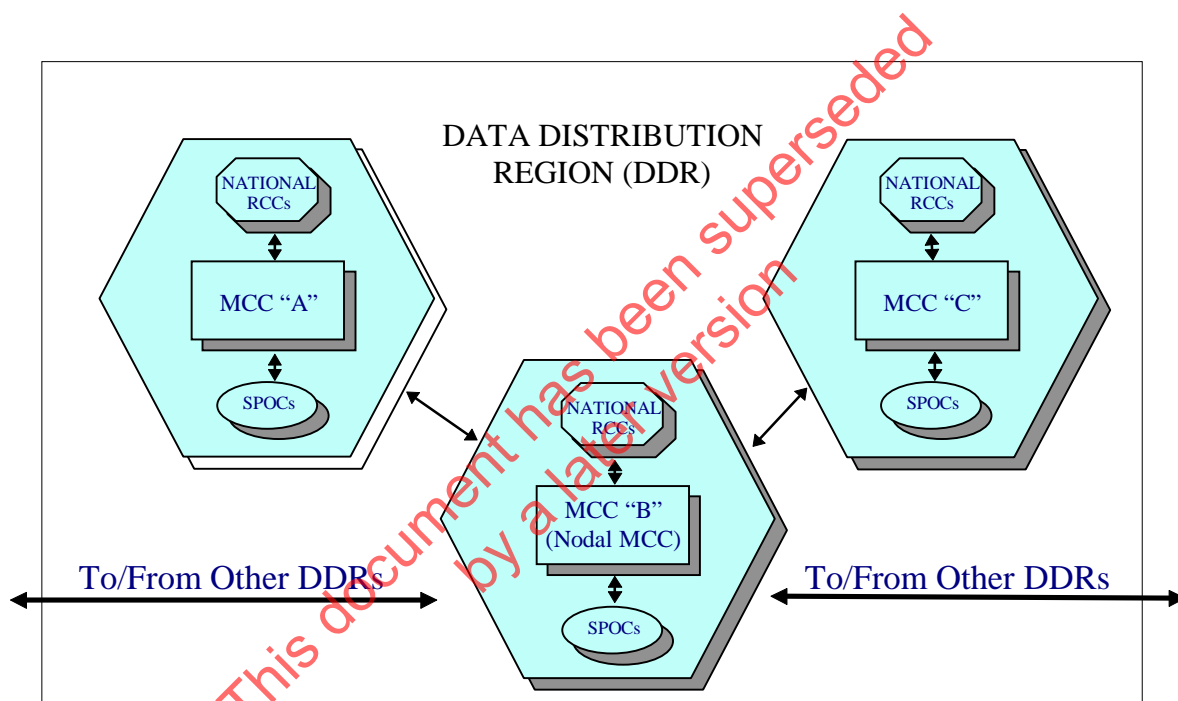 DATA DISTRIBUTION
REGION (DDR)
NATIONAL
RCCs
MCC “A”
SPOCs
NATIONAL
RCCs
MCC “C”
SPOCs
NATIONAL
RCCs
MCC “B”
(Nodal MCC)
SPOCs
To/From Other DDRs
To/From Other DDRs
This document has been superseded
by a later version